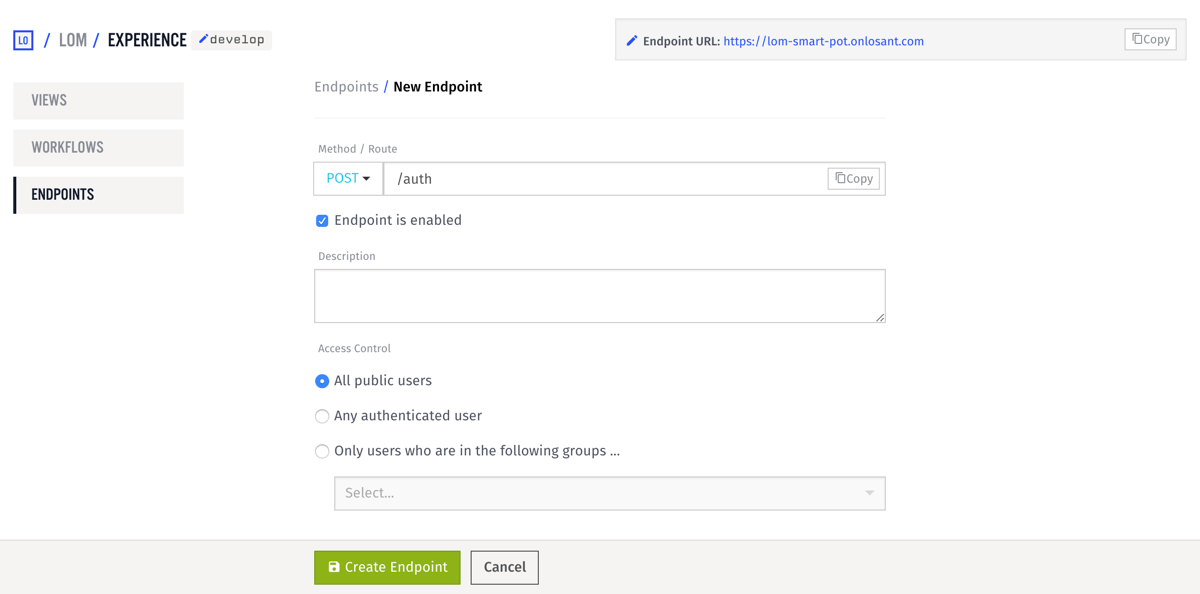 LO / LOM / EXPERIENCE develop
Endpoint URL: https://lom-smart-pot.onlosant.com
Copy
VIEWS
WORKFLOWS
ENDPOINTS
Endpoints / New Endpoint
Method / Route
POST /auth Copy
Endpoint is enabled
Description
Access Control
All public users
Any authenticated user
Only users who are in the following groups ...
Select...
Create Endpoint Cancel